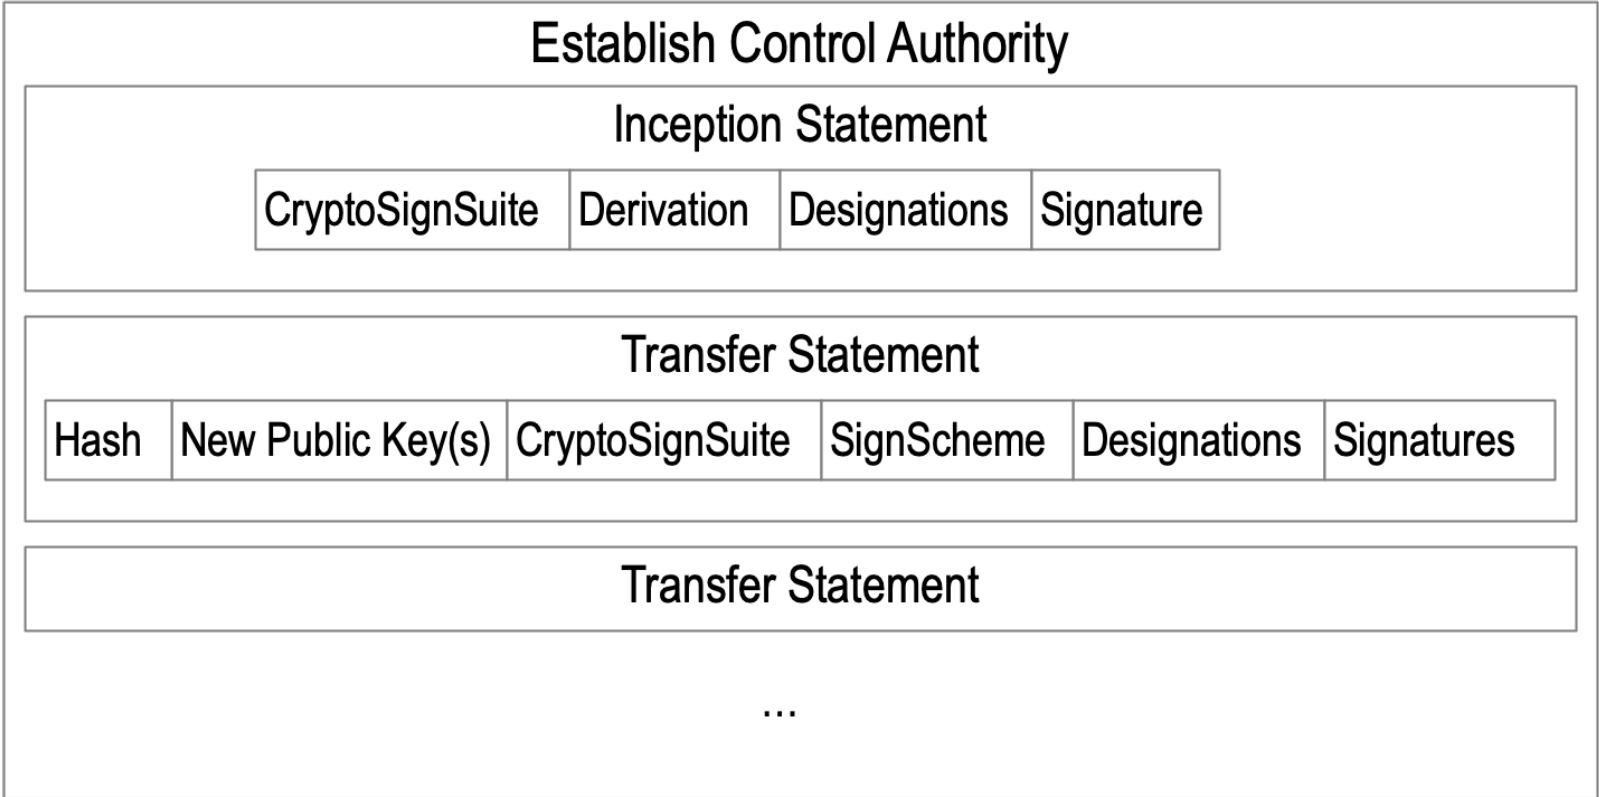 Establish Control Authority
Inception Statement
CryptoSignSuite Derivation Designations Signature
Transfer Statement
Hash New Public Key(s) CryptoSignSuite SignScheme Designations Signatures
Transfer Statement
...